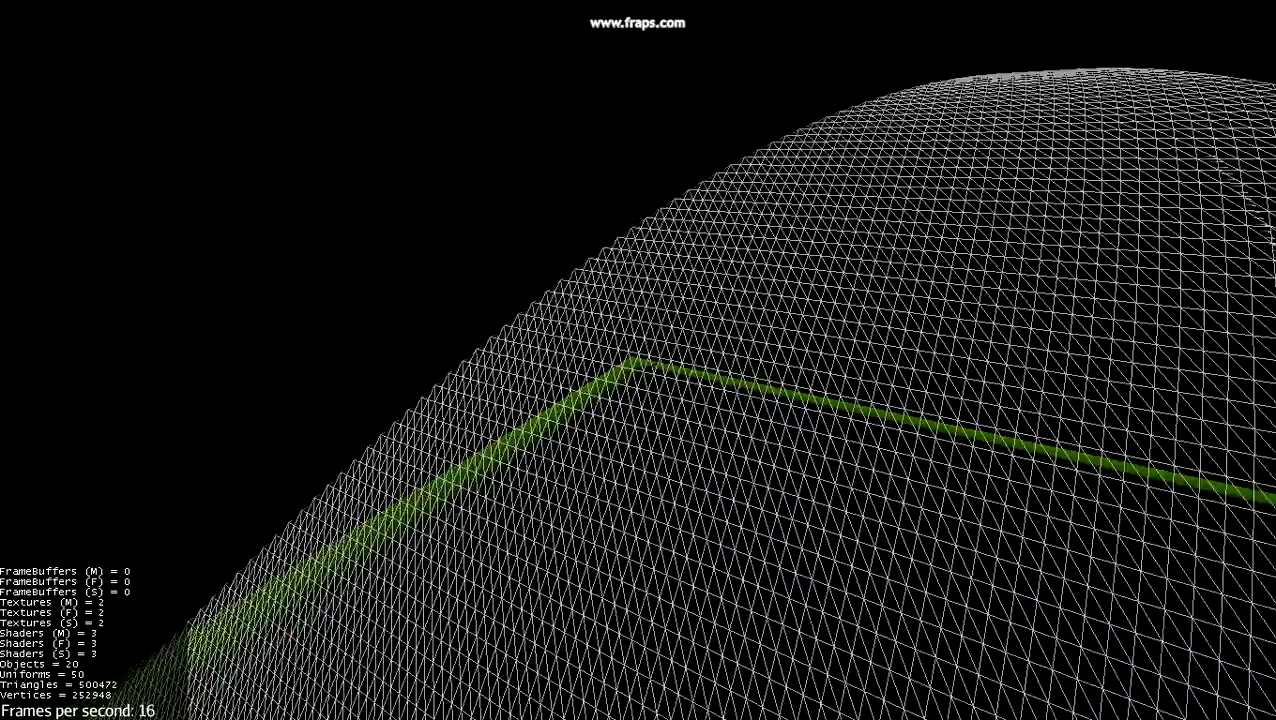 www.fraps.com
FrameBuffers (M) = 0
FrameBuffers (F) = 0
FrameBuffers (S) = 0
Textures (M) = 2
Textures (F) = 2
Textures (S) = 2
Shaders (M) = 3
Shaders (F) = 3
Shaders (S) = 3
Objects = 20
Uniforms = 50
Triangles = 500472
Vertices = 252948
Frames per second: 16